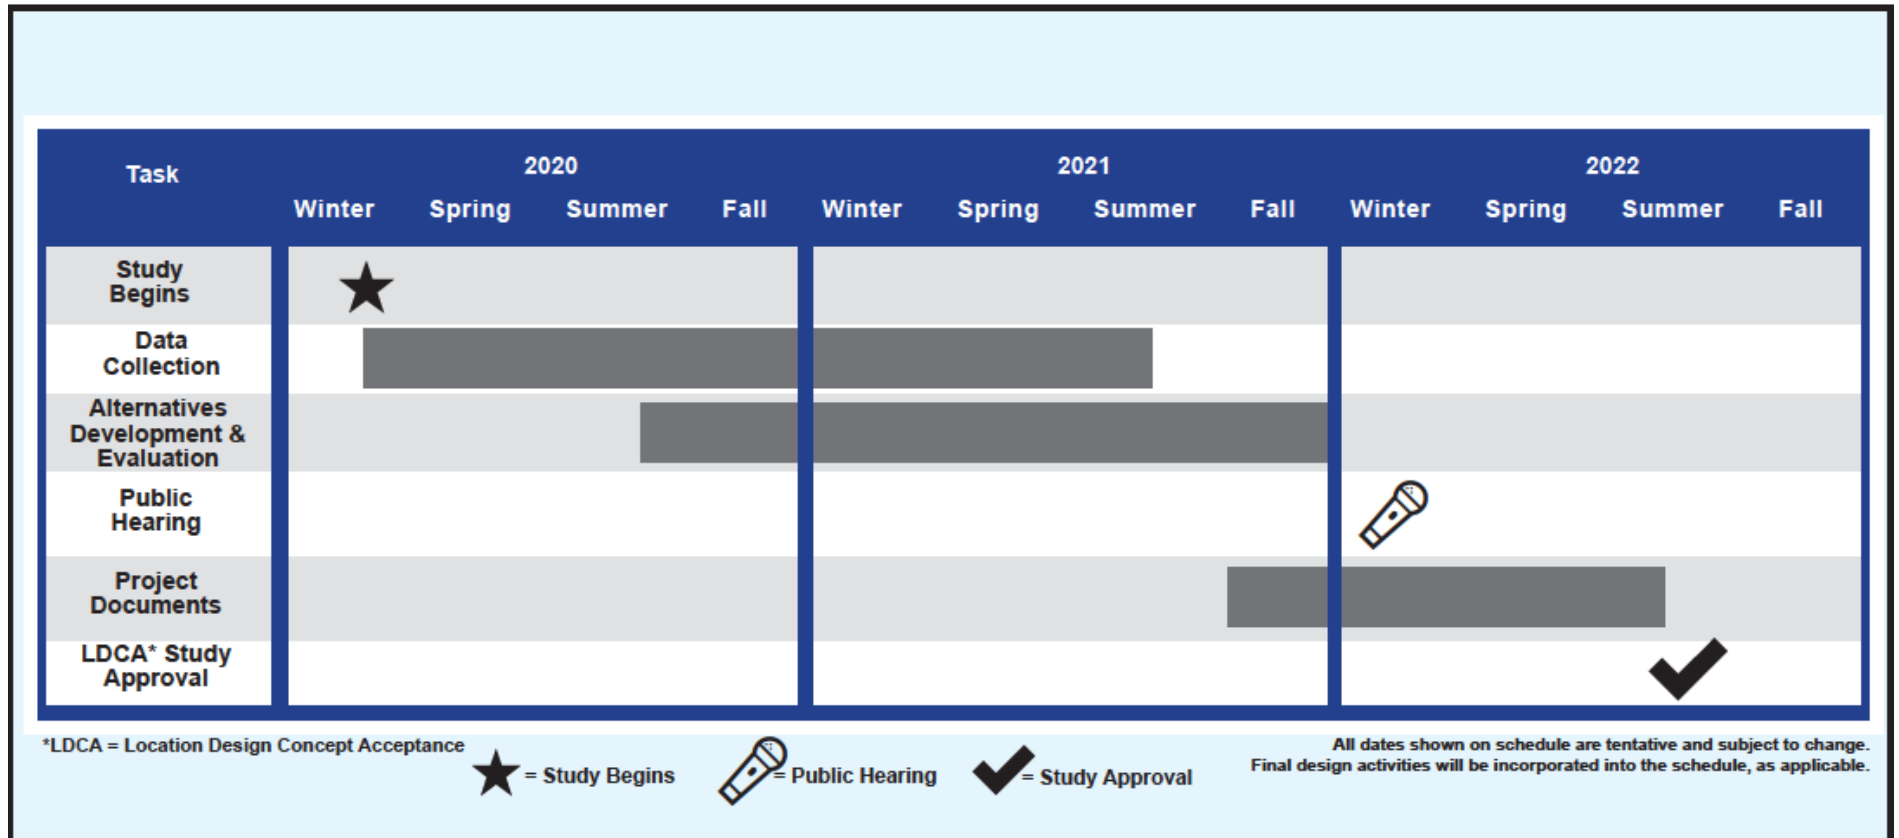 Task
2020
2021
2022
Winter Spring Summer Fall Winter Spring Summer Fall Winter Spring Summer Fall
Study
Begins
Data
Collection
Alternatives
Development &
Evaluation
Public
Hearing
Project
Documents
LDCA* Study
Approval
*LDCA = Location Design Concept Acceptance
= Study Begins
= Public Hearing
= Study Approval
All dates shown on schedule are tentative and subject to change.
Final design activities will be incorporated into the schedule, as applicable.